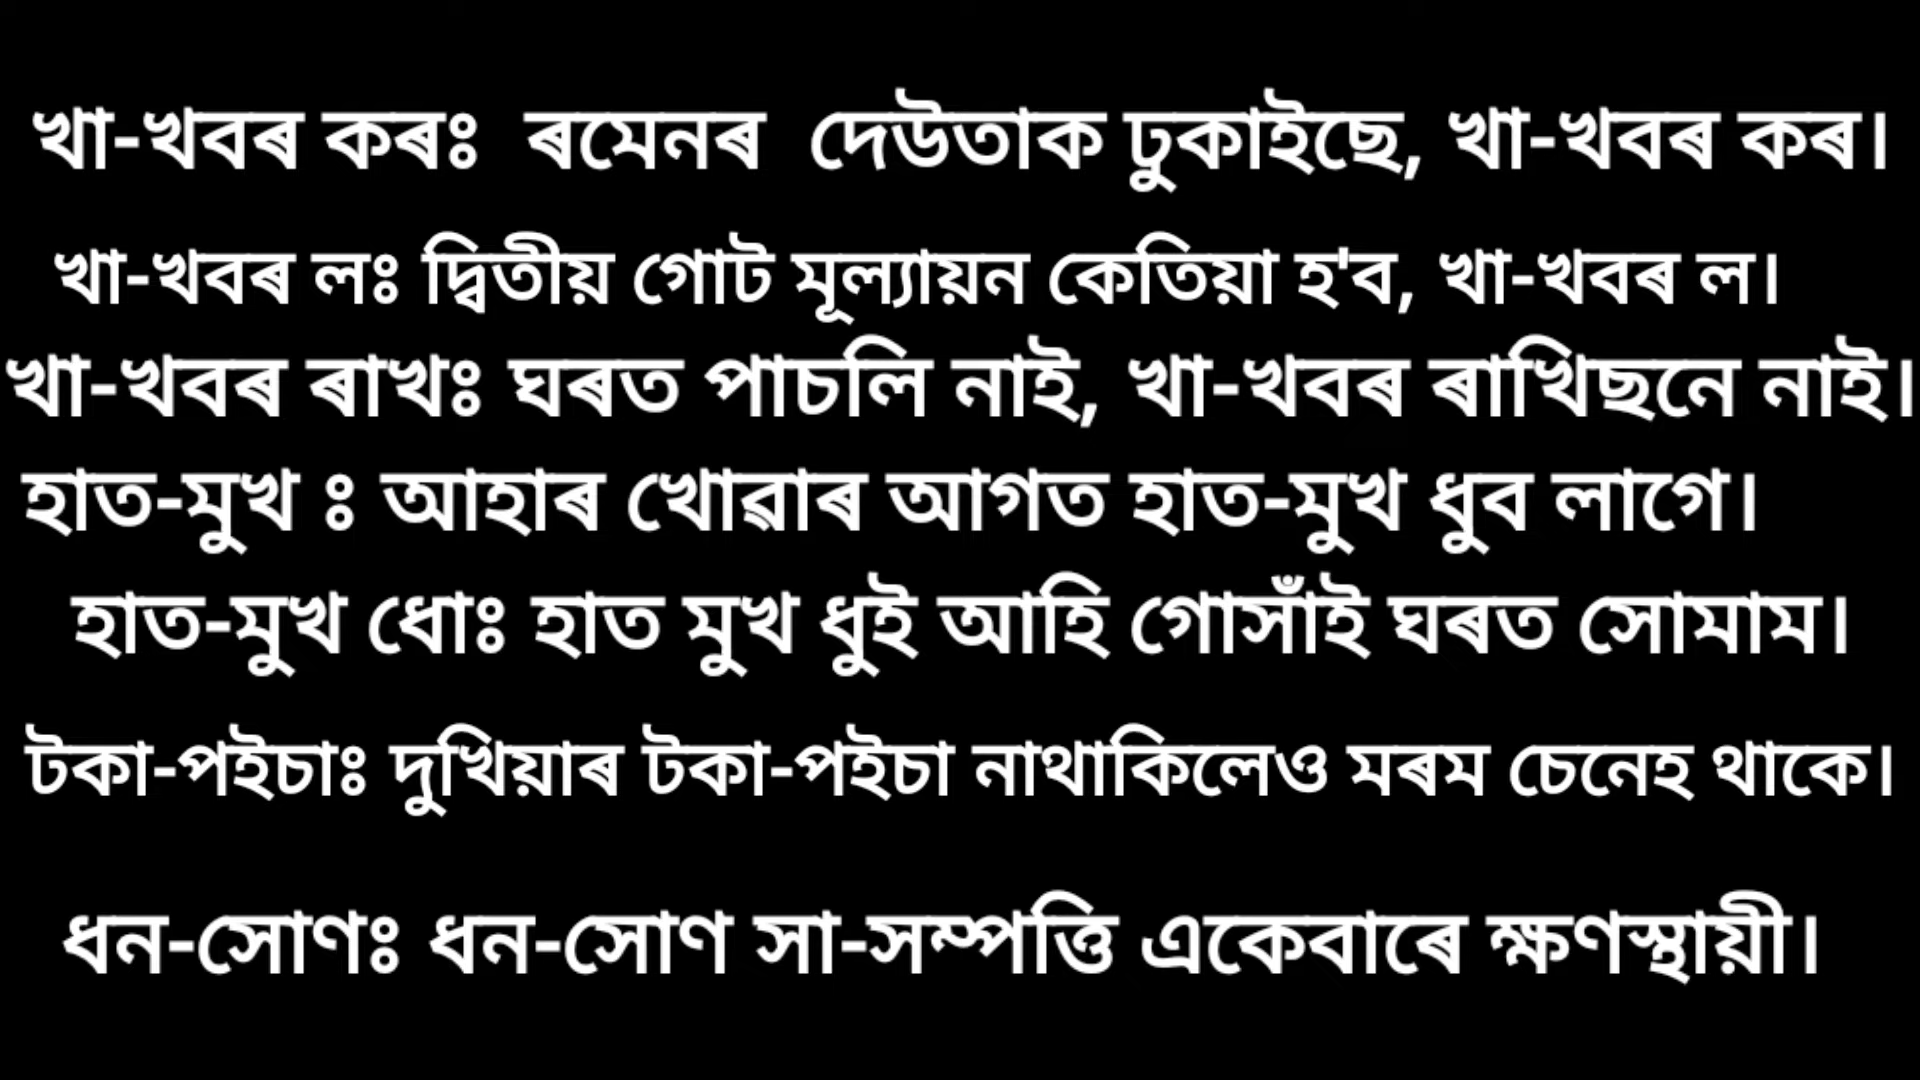 খা-খবৰ কৰঃ ৰমেনৰ দেউতাক ঢুকাইছে, খা-খবৰ কৰ।
খা-খবৰ লঃ দ্বিতীয় গোট মূল্যায়ন কেতিয়া হ'ব, খা-খবৰ ল।
খা-খবৰ ৰাখঃ ঘৰত পাচলি নাই, খা-খবৰ ৰাখিছনে নাই।
হাত-মুখ ঃ আহাৰ খোৱাৰ আগত হাত-মুখ ধুব লাগে।
হাত-মুখ ধোঃ হাত মুখ ধুই আহি গোসাঁই ঘৰত সোমাম।
টকা-পইচাঃ দুখিয়াৰ টকা-পইচা নাথাকিলেও মৰম চেনেহ থাকে।
ধন-সোণঃ ধন-সোণ সা-সম্পত্তি একেবাৰে ক্ষণস্থায়ী।